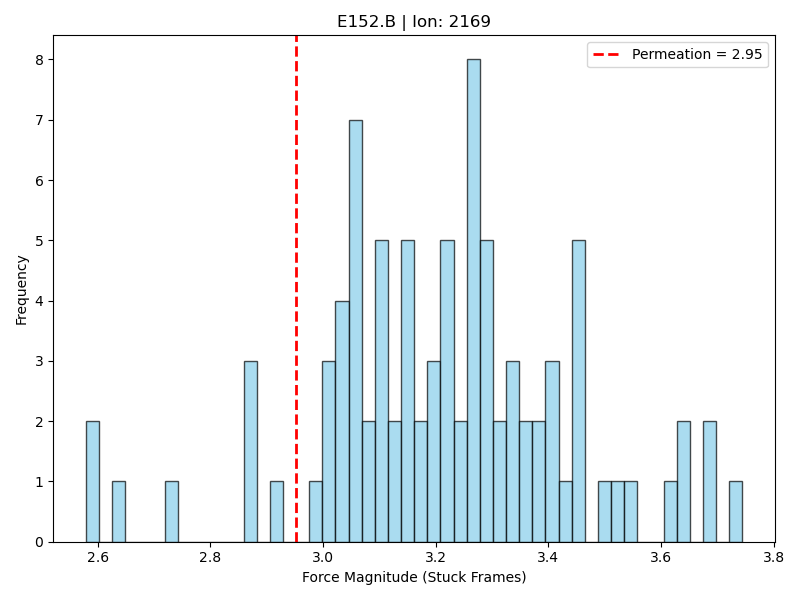 E152.B | Ion: 2169
Permeation = 2.95
Frequency
8
7
6
5
4
3
2
1
0
2.6 2.8 3.0 3.2 3.4 3.6 3.8
Force Magnitude (Stuck Frames)